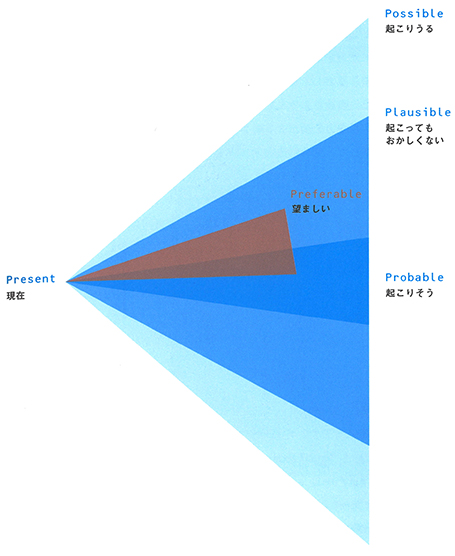 Possible
起こりうる
Plausible
起こっても
おかしくない
Preferable
望ましい
Present
現在
Probable
起こりそう